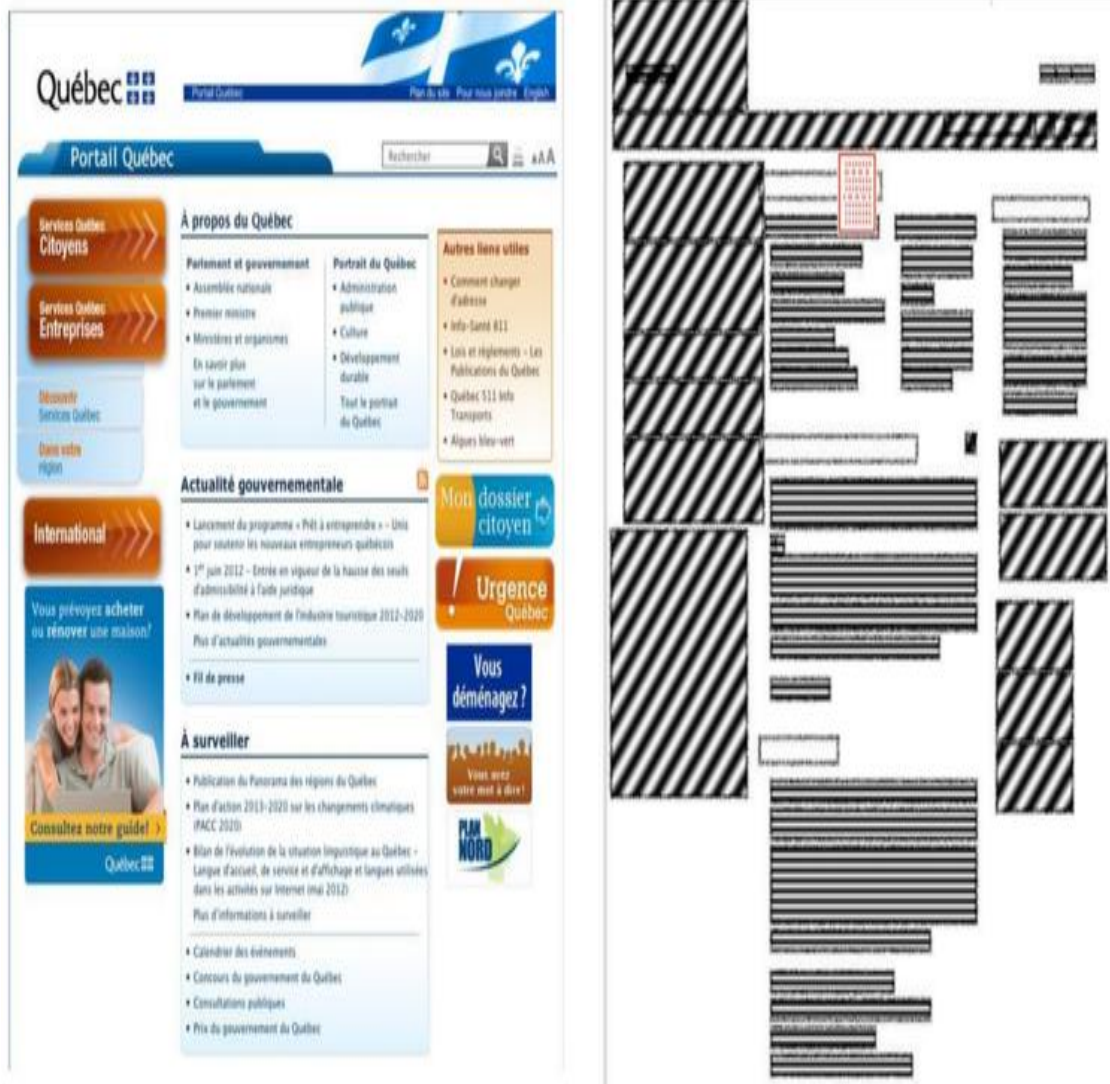 Québec
Portail Québec
Plan du site Pour nous joindre English
Portail Québec
Rechercher
AAA
Services Québec
Citoyens
Services Québec
Entreprises
Découvrir
Services Québec
Dans votre
région
International
Vous prévoyez acheter
ou rénover une maison?
Consultez notre guide! >
Québec
À propos du Québec
Parlement et gouvernement
• Assemblée nationale
• Premier ministre
• Ministères et organismes
En savoir plus
sur le parlement
et le gouvernement
Portrait du Québec
• Administration
publique
• Culture
• Développement
durable
Tout le portrait
du Québec
Actualité gouvernementale
• Lancement du programme « Prêt à entreprendre » - Unis
pour soutenir les nouveaux entrepreneurs québécois
• 1er juin 2012 - Entrée en vigueur de la hausse des seuils
d'admissibilité à l'aide juridique
• Plan de développement de l'industrie touristique 2012-2020
Plus d'actualités gouvernementales
• Fil de presse
À surveiller
• Publication du Panorama des régions du Québec
• Plan d'action 2013-2020 sur les changements climatiques
(PACC 2020)
• Bilan de l'évolution de la situation linguistique au Québec -
Langue d'accueil, de service et d'affichage et langues utilisées
dans les activités sur Internet (mai 2012)
Plus d'informations à surveiller
• Calendrier des événements
• Concours du gouvernement du Québec
• Consultations publiques
• Prix du gouvernement du Québec
Autres liens utiles
• Comment changer
d'adresse
• Info-Santé 811
• Lois et règlements - Les
Publications du Québec
• Québec 511 Info
Transports
• Algues bleu-vert
Mon dossier
citoyen
! Urgence
Québec
Vous
déménagez ?
Vous avez
votre mot à dire!
PLAN
NORD